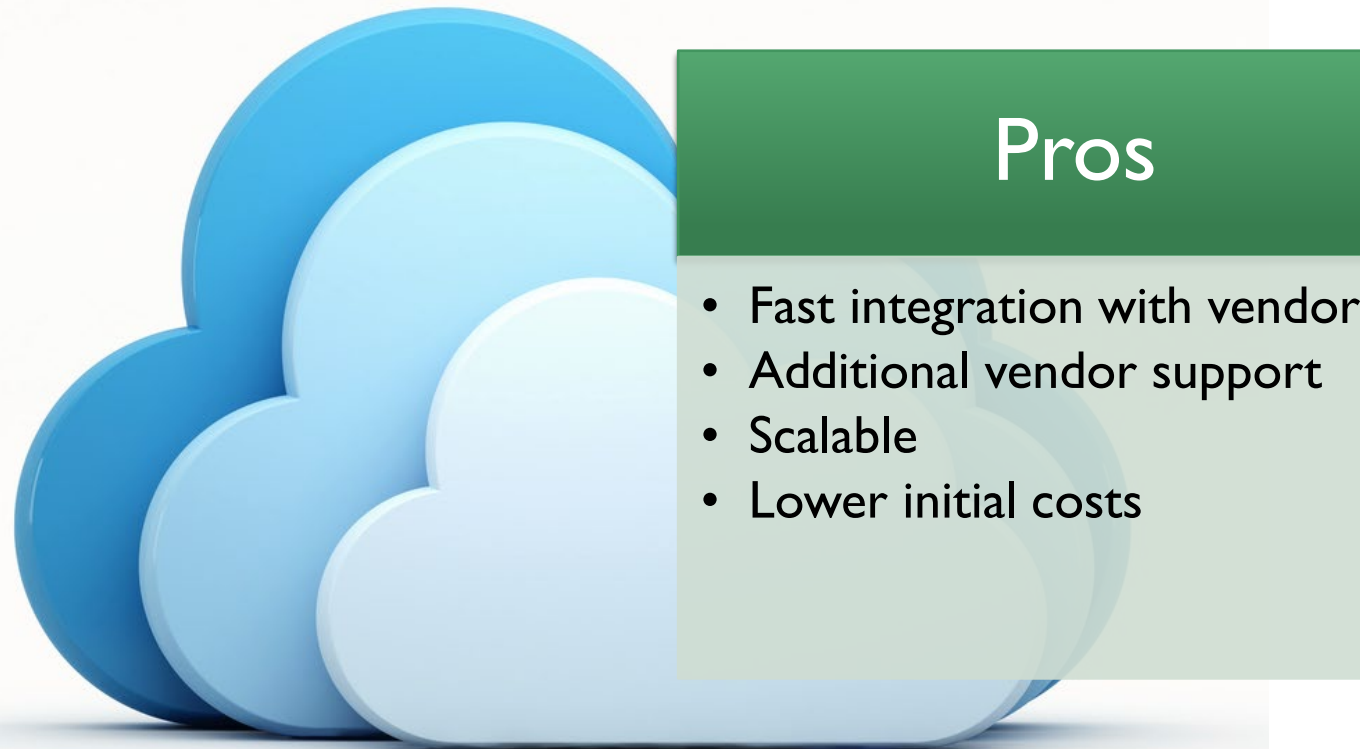 Pros
• Fast integration with vendor
• Additional vendor support
• Scalable
• Lower initial costs